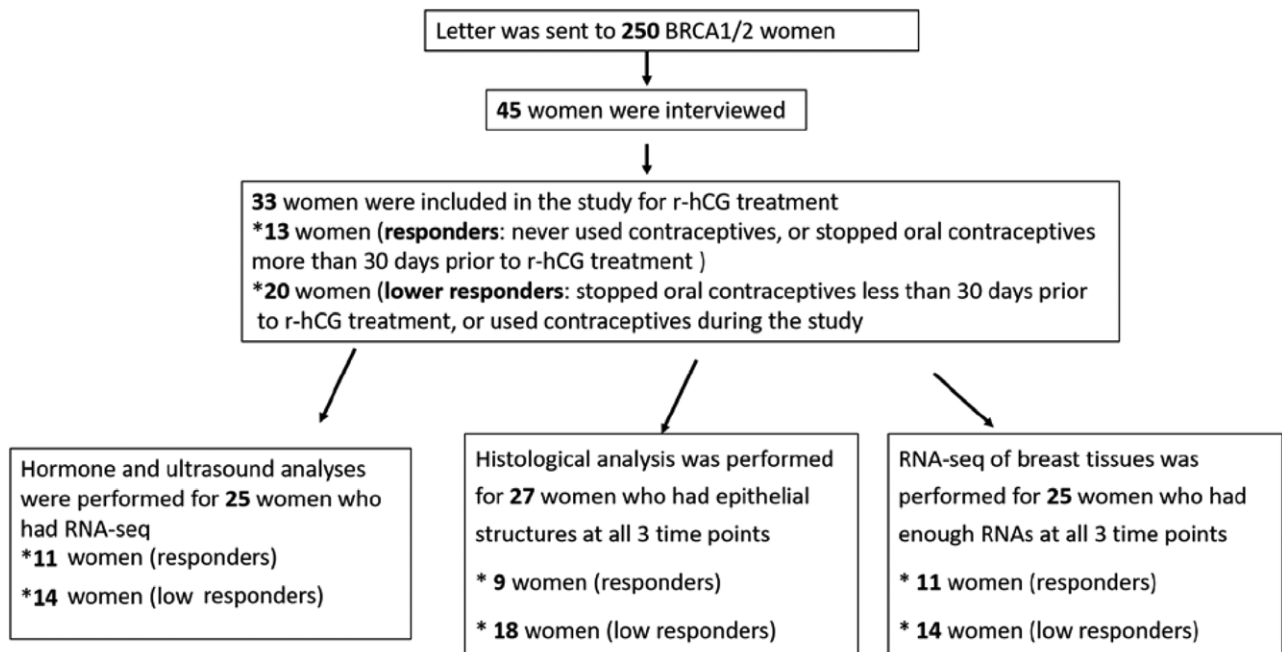 Letter was sent to 250 BRCA1/2 women
45 women were interviewed
33 women were included in the study for r-hCG treatment
*13 women (responders: never used contraceptives, or stopped oral contraceptives
more than 30 days prior to r-hCG treatment )
*20 women (lower responders: stopped oral contraceptives less than 30 days prior
to r-hCG treatment, or used contraceptives during the study
Hormone and ultrasound analyses
were performed for 25 women who
had RNA-seq
*11 women (responders)
*14 women (low responders)
Histological analysis was performed
for 27 women who had epithelial
structures at all 3 time points
* 9 women (responders)
* 18 women (low responders)
RNA-seq of breast tissues was
performed for 25 women who had
enough RNAs at all 3 time points
* 11 women (responders)
* 14 women (low responders)